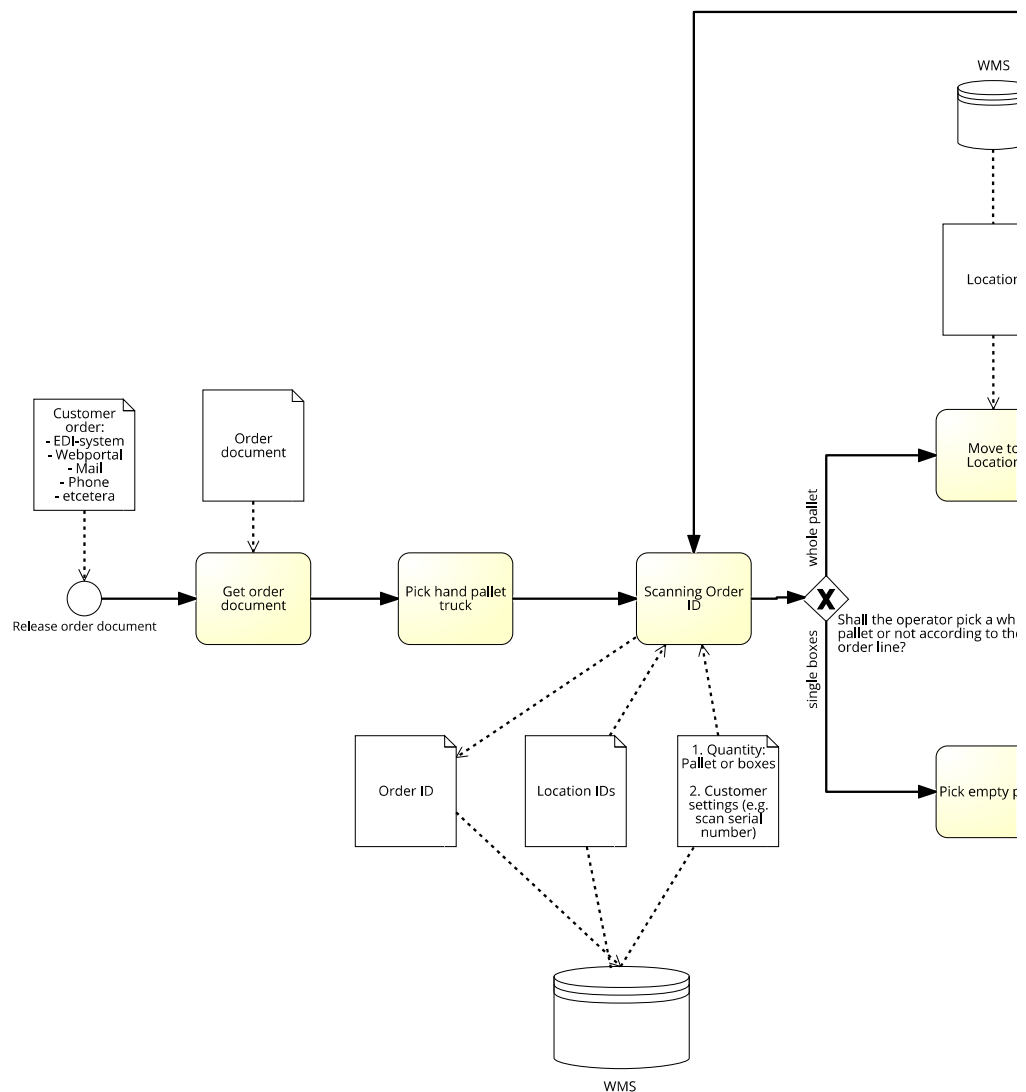 WMS
Location
Customer
order:
- EDI-system
- Webportal
- Mail
- Phone
- etcetera
Order
document
Move to
Location
whole pallet
Release order document
Get order
document
Pick hand pallet
truck
Scanning Order
ID
X
Shall the operator pick a wh
pallet or not according to the
order line?
single boxes
Order ID
Location IDs
1. Quantity:
Pallet or boxes
2. Customer
settings (e.g.
scan serial
number)
Pick empty p
WMS